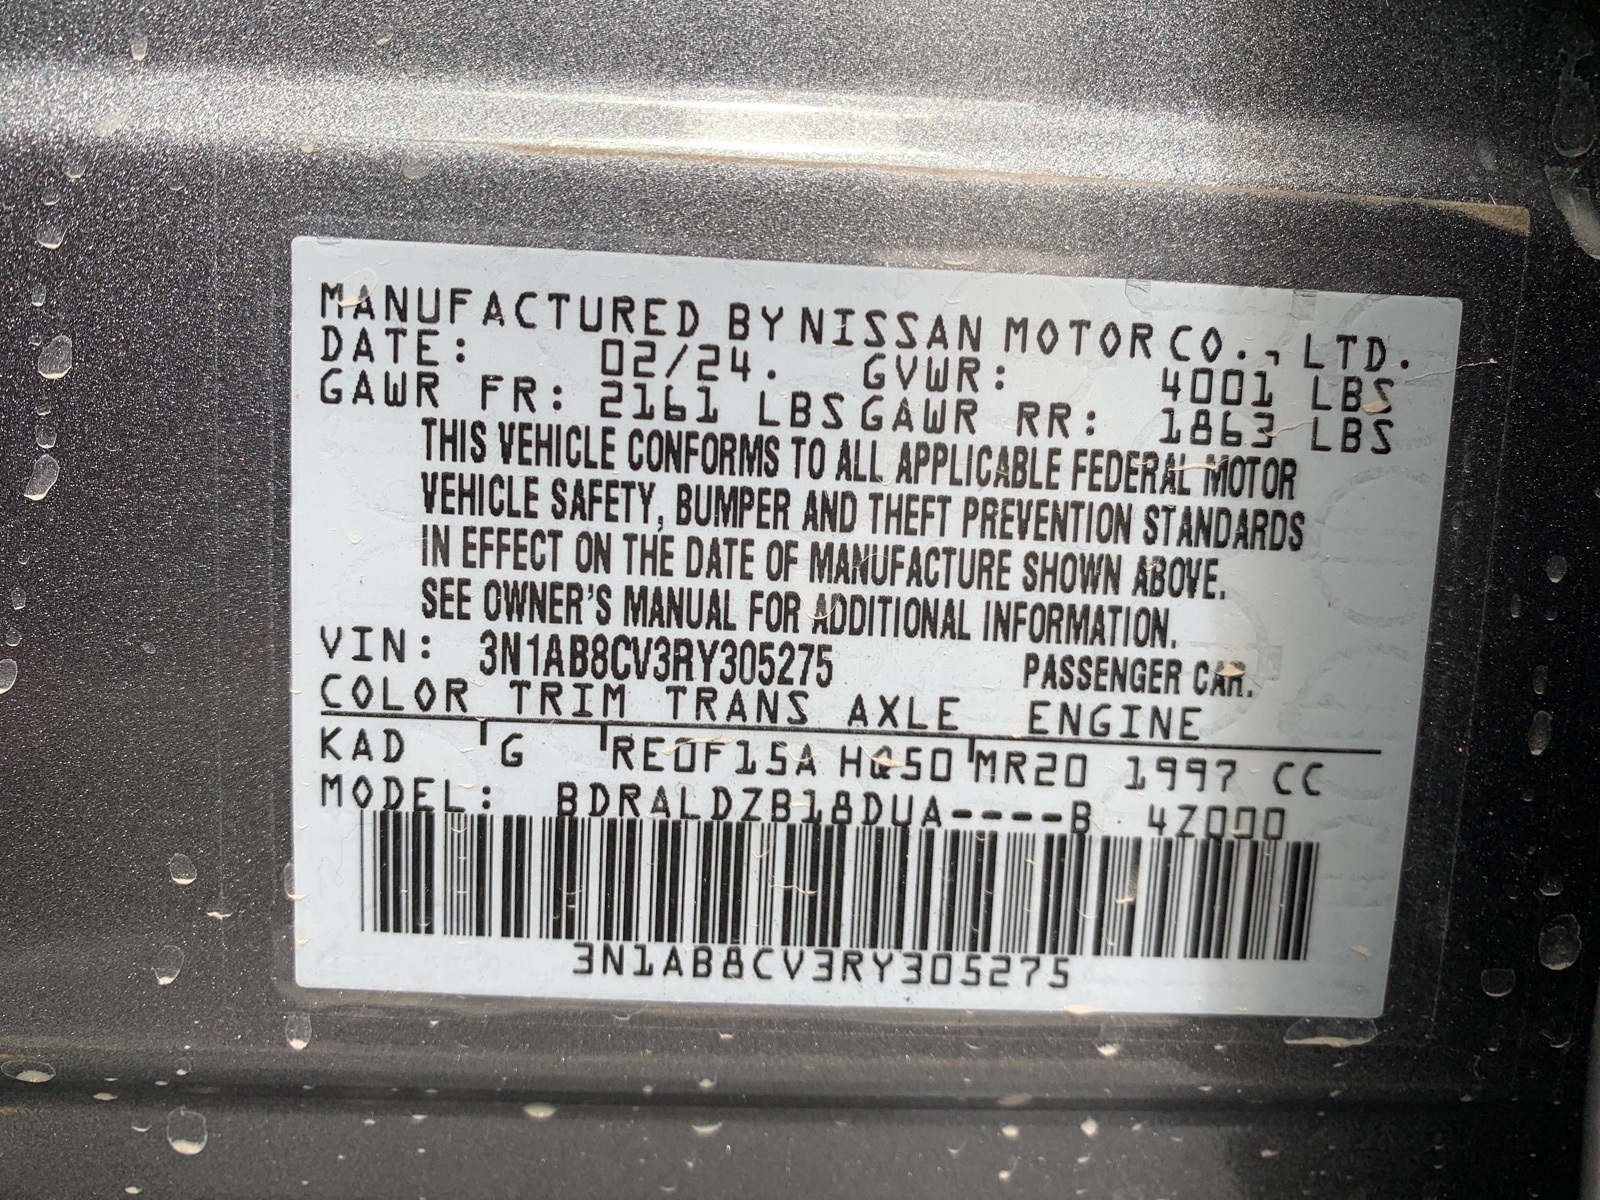 MANUFACTURED BY NISSAN MOTOR CO., LTD.
DATE: 02/24. GVWR: 4001 LBS
GAWR FR: 2161 LBS GAWR RR: 1863 LBS
THIS VEHICLE CONFORMS TO ALL APPLICABLE FEDERAL MOTOR
VEHICLE SAFETY, BUMPER AND THEFT PREVENTION STANDARDS
IN EFFECT ON THE DATE OF MANUFACTURE SHOWN ABOVE.
SEE OWNER'S MANUAL FOR ADDITIONAL INFORMATION.
VIN: 3N1AB8CV3RY305275 PASSENGER CAR.
COLOR TRIM TRANS AXLE ENGINE
KAD G RE0F15A HQ50 MR20 1997 CC
MODEL: BDRALDZB18DUA----B 4Z000
3N1AB8CV3RY305275